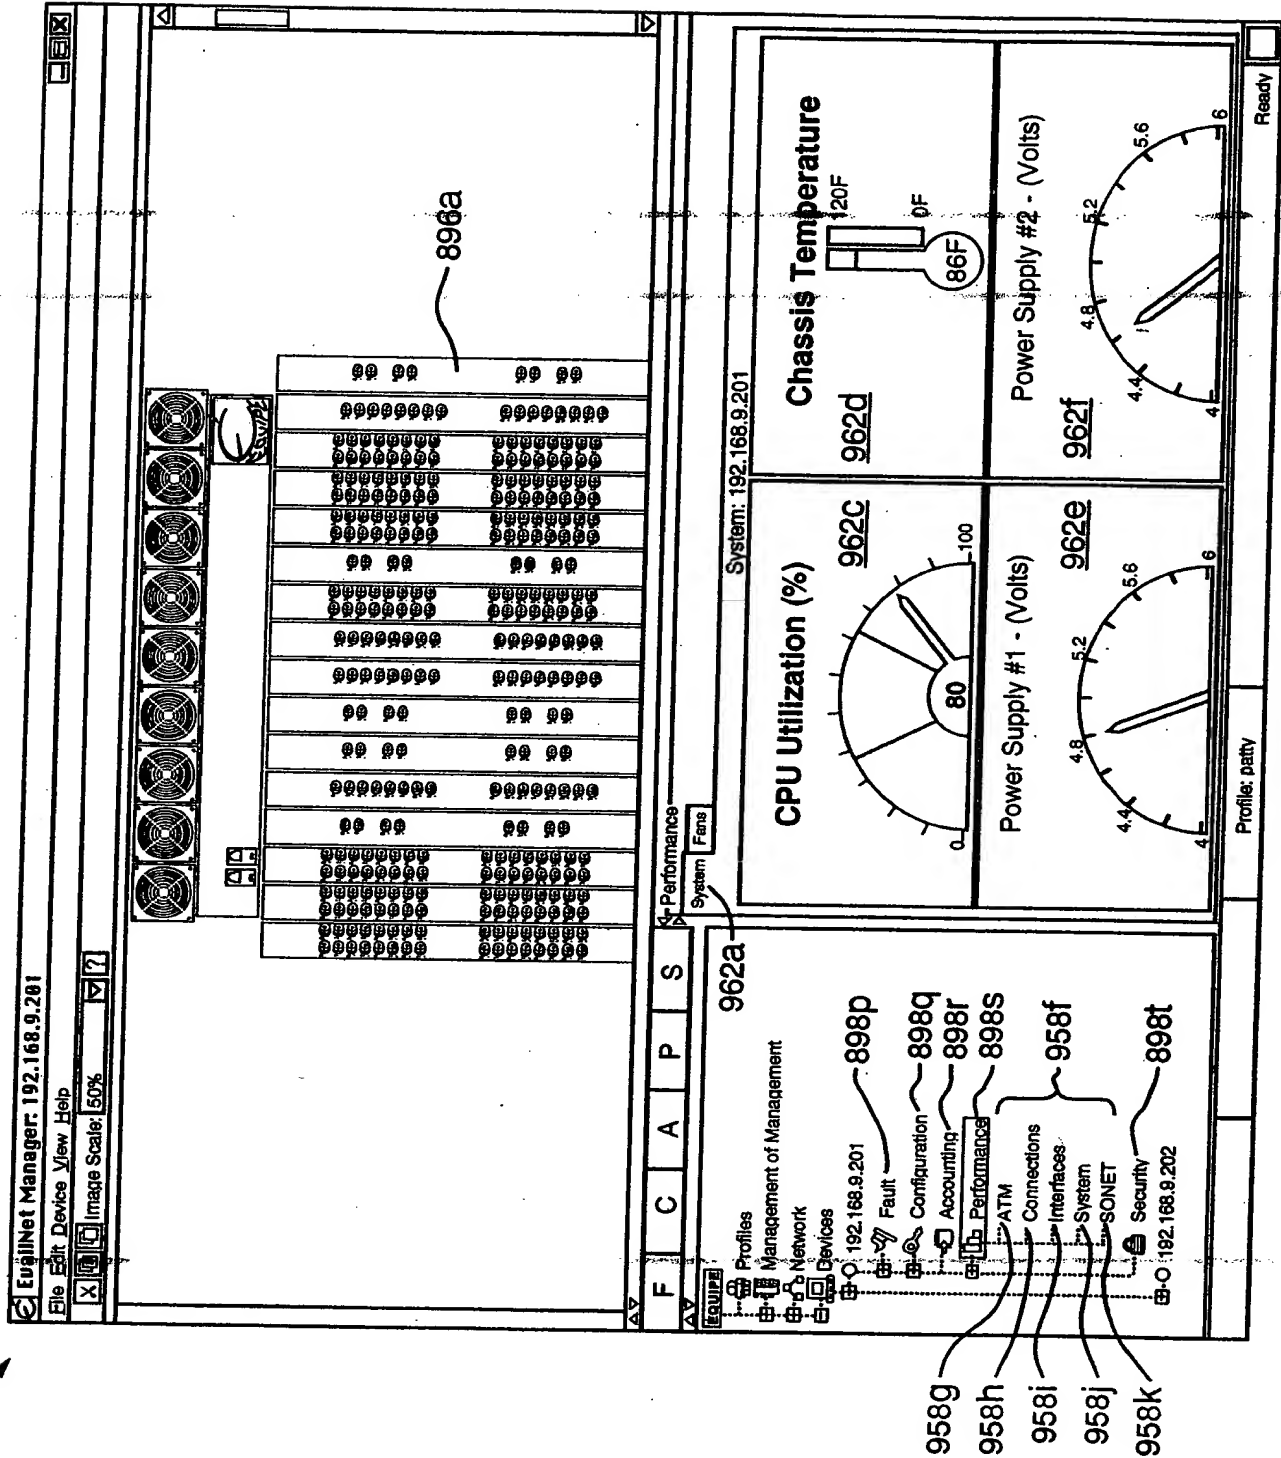 EuallNet Manager: 192.168.9.201
File Edit Device View Help
Image Scale: 50% ?
896a
F C A P S
EQUIPE
Profiles
Management of Management
Network
Devices
192.168.9.201
Fault
Configuration
Accounting
Performance
ATM
Connections
Interfaces
System
SONET
Security
192.168.9.202
898p
898q
898r
898s
958f
898t
958g
958h
958i
958j
958k
962a
Performance
System Fans
System: 192.168.9.201
CPU Utilization (%)
962c
0 100
80
Chassis Temperature
962d
120F
0F
86F
Power Supply #1 - (Volts)
962e
4 4.4 4.8 5.2 5.6 6
Power Supply #2 - (Volts)
962f
4 4.4 4.8 5.2 5.6 6
Profile: patty
Ready